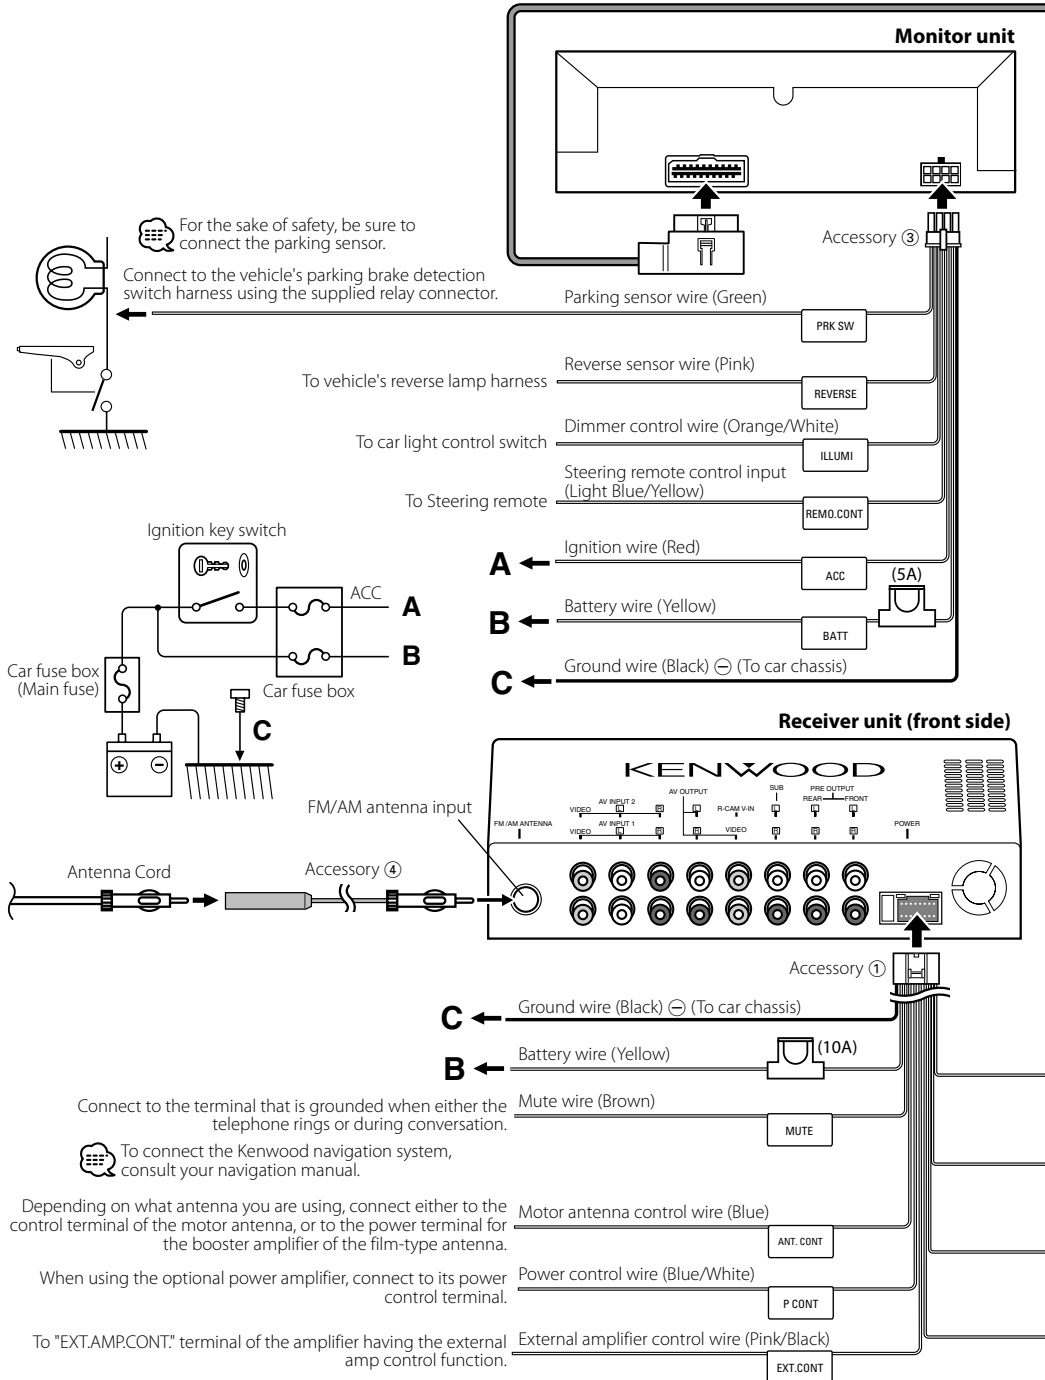 Monitor unit
For the sake of safety, be sure to
connect the parking sensor.
Accessory ③
Connect to the vehicle's parking brake detection
switch harness using the supplied relay connector.
Parking sensor wire (Green)
PRK SW
Reverse sensor wire (Pink)
To vehicle's reverse lamp harness
REVERSE
Dimmer control wire (Orange/White)
To car light control switch
ILLUMI
Steering remote control input
(Light Blue/Yellow)
To Steering remote
REMO.CONT
Ignition key switch
Ignition wire (Red)
A
ACC
(5A)
ACC
A
Battery wire (Yellow)
B
BATT
B
Car fuse box
(Main fuse)
Car fuse box
Ground wire (Black) ⊖ (To car chassis)
C
C
+
−
Receiver unit (front side)
KENWOOD
FM/AM antenna input
FM /AM ANTENNA
AV INPUT 2
VIDEO
L
R
AV INPUT 1
VIDEO
L
R
AV OUTPUT
L
R
R-CAM V-IN
VIDEO
SUB
L
R
PRE OUTPUT
REAR
FRONT
L
L
R
R
POWER
Antenna Cord
Accessory ④
Accessory ①
Ground wire (Black) ⊖ (To car chassis)
C
Battery wire (Yellow)
(10A)
B
Connect to the terminal that is grounded when either the
telephone rings or during conversation.
Mute wire (Brown)
MUTE
To connect the Kenwood navigation system,
consult your navigation manual.
Depending on what antenna you are using, connect either to the
control terminal of the motor antenna, or to the power terminal for
the booster amplifier of the film-type antenna.
Motor antenna control wire (Blue)
ANT. CONT
When using the optional power amplifier, connect to its power
control terminal.
Power control wire (Blue/White)
P CONT
To "EXT.AMP.CONT." terminal of the amplifier having the external
amp control function.
External amplifier control wire (Pink/Black)
EXT.CONT